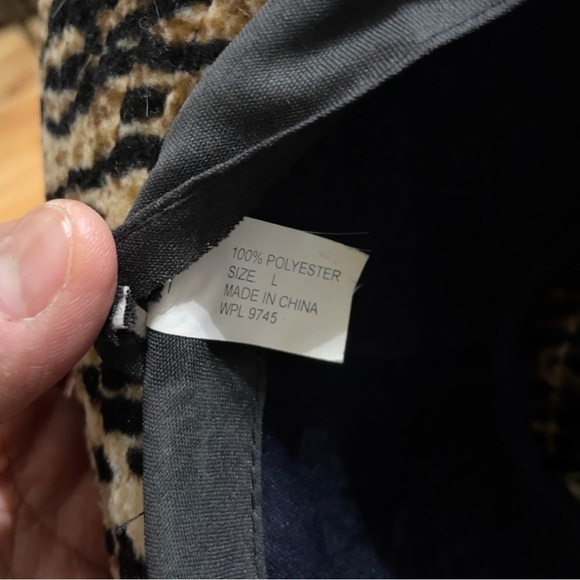 100% POLYESTER
SIZE L
MADE IN CHINA
WPL 9745